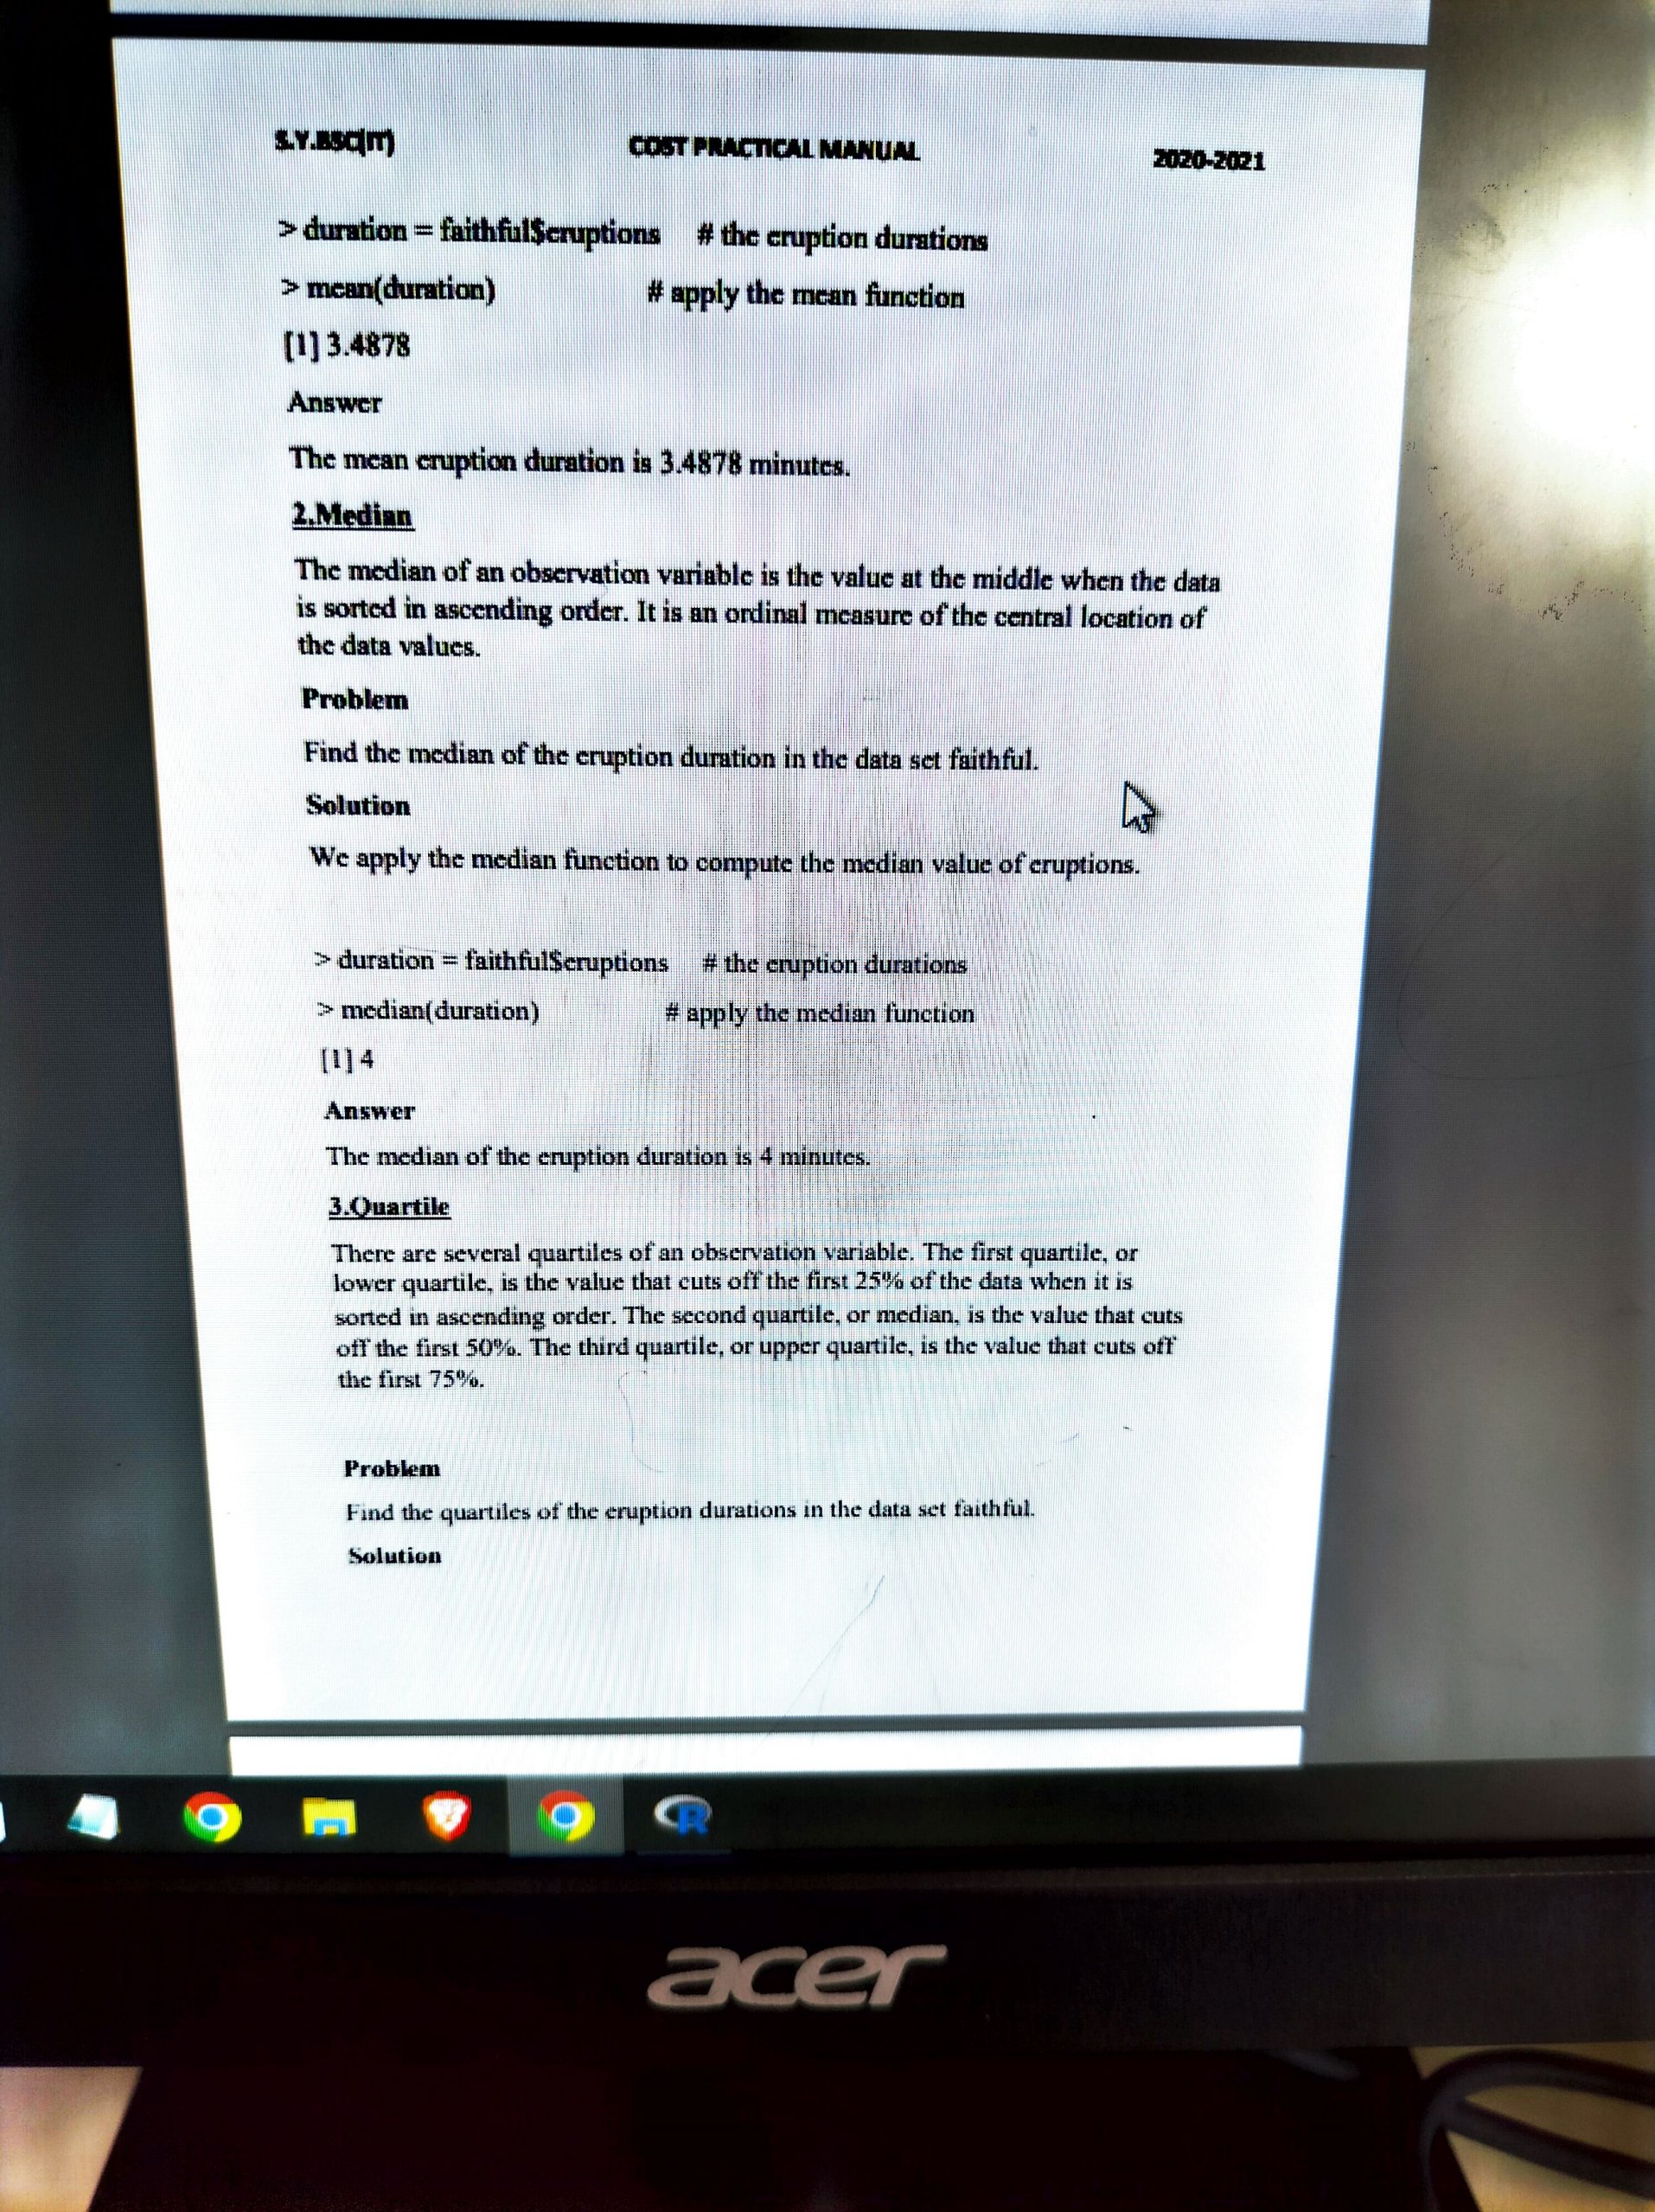 S.Y.BSC(IT) COST PRACTICAL MANUAL 2020-2021
> duration = faithful$eruptions # the eruption durations
> mean(duration) # apply the mean function
[1] 3.4878
Answer
The mean eruption duration is 3.4878 minutes.
2.Median
The median of an observation variable is the value at the middle when the data
is sorted in ascending order. It is an ordinal measure of the central location of
the data values.
Problem
Find the median of the eruption duration in the data set faithful.
Solution
We apply the median function to compute the median value of eruptions.
> duration = faithful$eruptions # the eruption durations
> median(duration) # apply the median function
[1] 4
Answer
The median of the eruption duration is 4 minutes.
3.Quartile
There are several quartiles of an observation variable. The first quartile, or
lower quartile, is the value that cuts off the first 25% of the data when it is
sorted in ascending order. The second quartile, or median, is the value that cuts
off the first 50%. The third quartile, or upper quartile, is the value that cuts off
the first 75%.
Problem
Find the quartiles of the eruption durations in the data set faithful.
Solution
R
acer